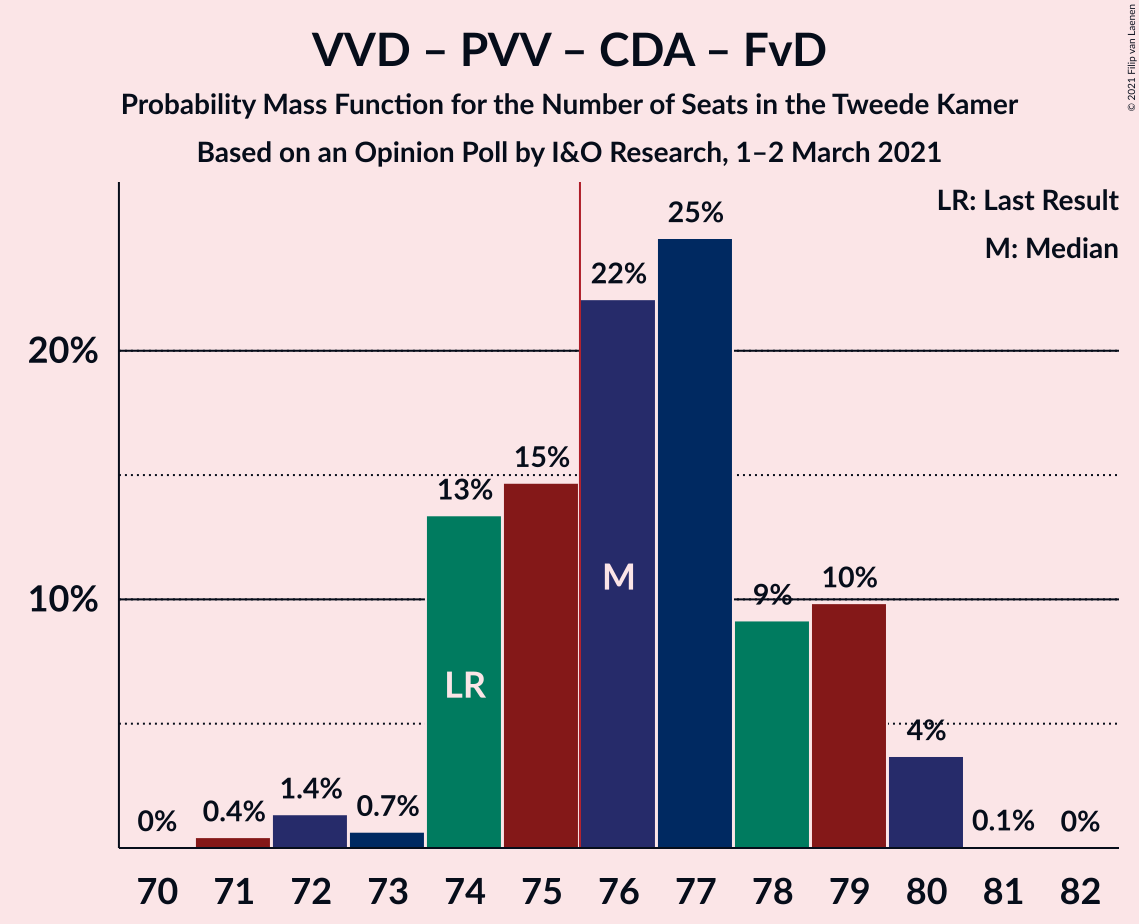 VVD – PVV – CDA – FvD
Probability Mass Function for the Number of Seats in the Tweede Kamer
Based on an Opinion Poll by I&O Research, 1–2 March 2021
© 2021 Filip van Laenen
LR: Last Result
M: Median
20%
10%
0%
0.4%
1.4%
0.7%
13%
15%
22%
25%
9%
10%
4%
0.1%
0%
LR
M
70 71 72 73 74 75 76 77 78 79 80 81 82